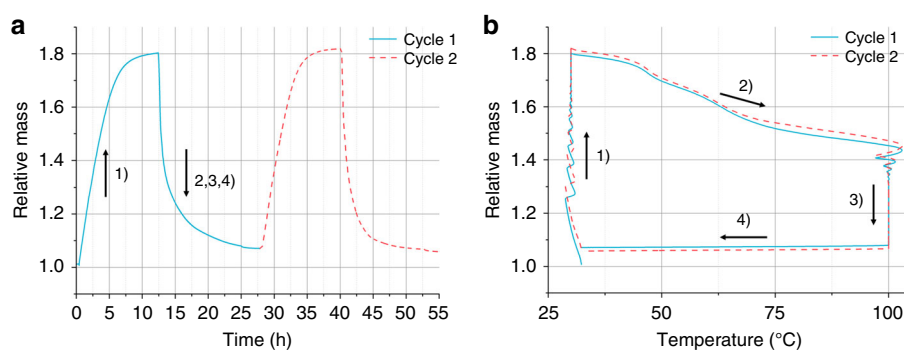 a
Cycle 1
Cycle 2
1.8
1.6
1.4
1.2
1.0
Relative mass
1)
2,3,4)
0 5 10 15 20 25 30 35 40 45 50 55
Time (h)
b
Cycle 1
Cycle 2
1.8
1.6
1.4
1.2
1.0
Relative mass
2)
1)
3)
4)
25 50 75 100
Temperature (°C)